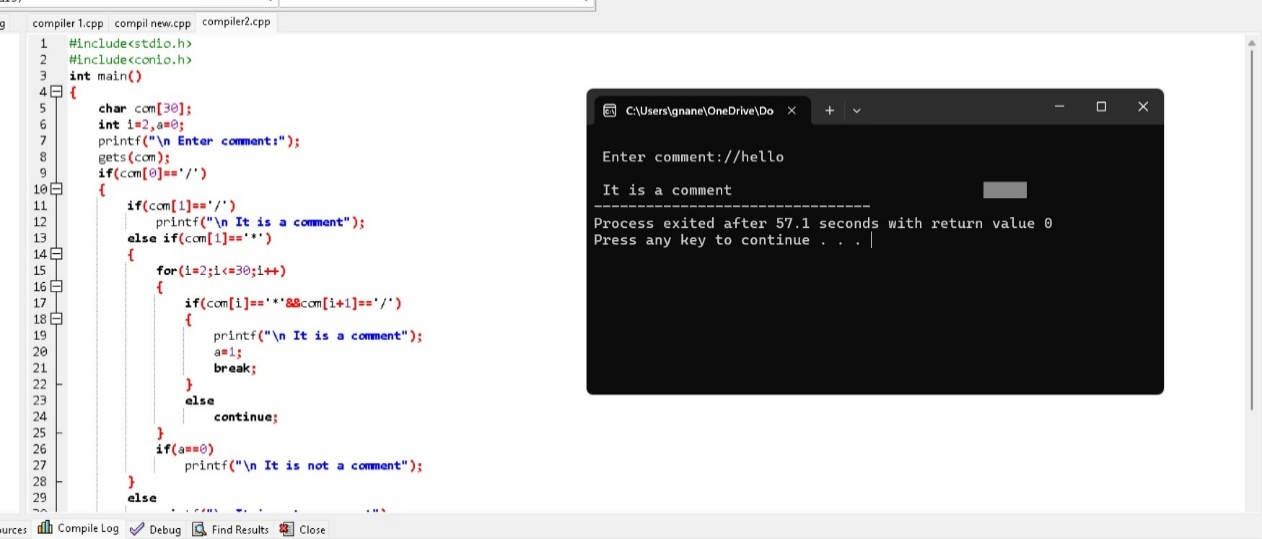 compiler 1.cpp compil new.cpp compiler2.cpp
1 #include<stdio.h>
2 #include<conio.h>
3 int main()
4 {
5 char com[30];
6 int i=2,a=0;
7 printf("\n Enter comment:");
8 gets(com);
9 if(com[0]=='/')
10 {
11 if(com[1]=='/')
12 printf("\n It is a comment");
13 else if(com[1]=='*')
14 {
15 for(i=2;i<=30;i++)
16 {
17 if(com[i]=='*'&&com[i+1]=='/')
18 {
19 printf("\n It is a comment");
20 a=1;
21 break;
22 }
23 else
24 continue;
25 }
26 if(a==0)
27 printf("\n It is not a comment");
28 }
29 else
C:\Users\gnane\OneDrive\Do
Enter comment://hello
It is a comment
--------------------------------
Process exited after 57.1 seconds with return value 0
Press any key to continue . . .
Compile Log Debug Find Results Close